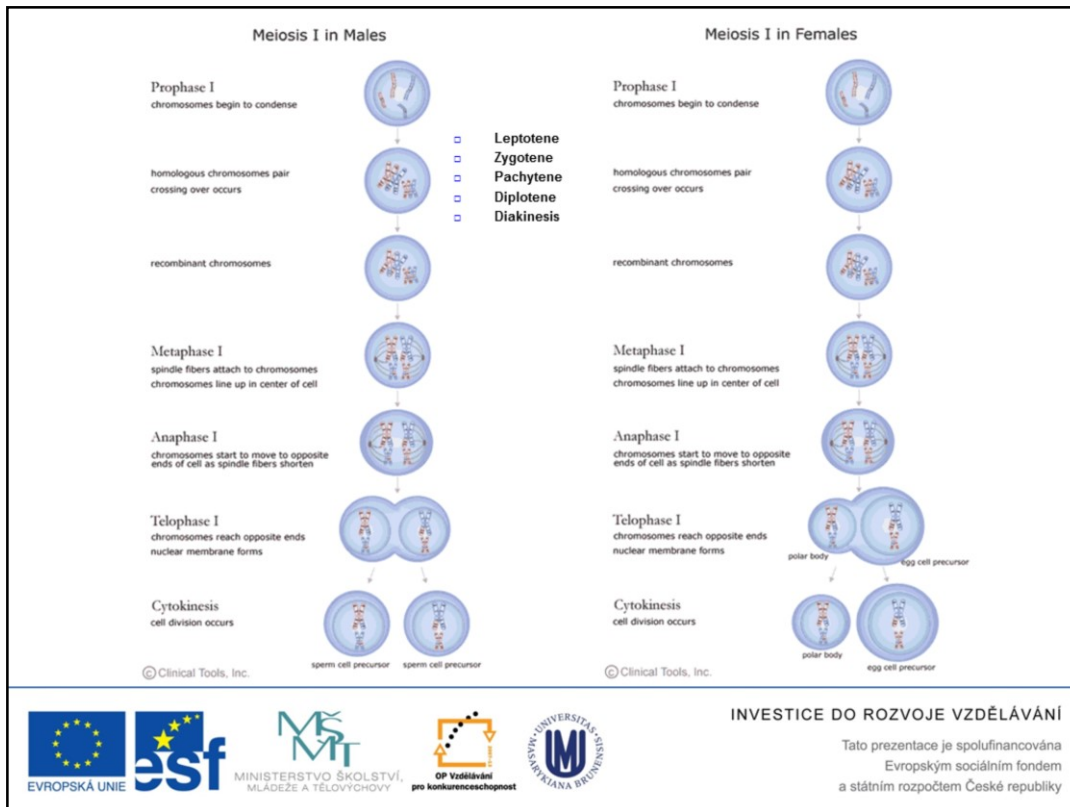 Meiosis I in Males
Prophase I
chromosomes begin to condense
homologous chromosomes pair
crossing over occurs
recombinant chromosomes
Metaphase I
spindle fibers attach to chromosomes
chromosomes line up in center of cell
Anaphase I
chromosomes start to move to opposite
ends of cell as spindle fibers shorten
Telophase I
chromosomes reach opposite ends
nuclear membrane forms
Cytokinesis
cell division occurs
sperm cell precursor
sperm cell precursor
© Clinical Tools, Inc.
Leptotene
Zygotene
Pachytene
Diplotene
Diakinesis
Meiosis I in Females
Prophase I
chromosomes begin to condense
homologous chromosomes pair
crossing over occurs
recombinant chromosomes
Metaphase I
spindle fibers attach to chromosomes
chromosomes line up in center of cell
Anaphase I
chromosomes start to move to opposite
ends of cell as spindle fibers shorten
Telophase I
chromosomes reach opposite ends
nuclear membrane forms
polar body
egg cell precursor
Cytokinesis
cell division occurs
polar body
egg cell precursor
© Clinical Tools, Inc.
EVROPSKÁ UNIE
esf
MŠMT
MINISTERSTVO ŠKOLSTVÍ,
MLÁDEŽE A TĚLOVÝCHOVY
2007-13
OP Vzdělávání
pro konkurenceschopnost
UNIVERSITAS MASARYKIANA BRUNENSIS
INVESTICE DO ROZVOJE VZDĚLÁVÁNÍ
Tato prezentace je spolufinancována
Evropským sociálním fondem
a státním rozpočtem České republiky